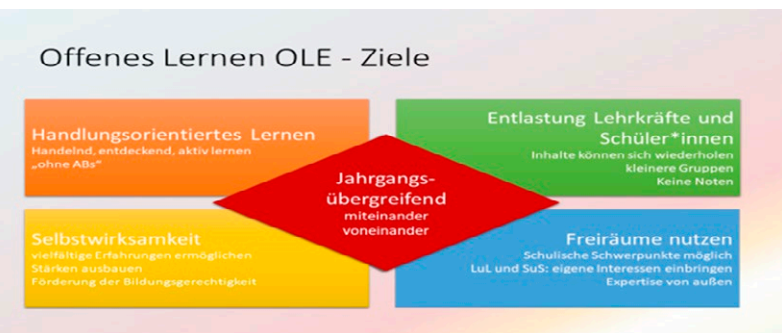 Offenes Lernen OLE - Ziele
Handlungsorientiertes Lernen
Handelnd, entdeckend, aktiv lernen
„ohne ABs“
Entlastung Lehrkräfte und
Schüler*innen
Inhalte können sich wiederholen
kleinere Gruppen
Keine Noten
Jahrgangs-
übergreifend
miteinander
voneinander
Selbstwirksamkeit
vielfältige Erfahrungen ermöglichen
Stärken ausbauen
Förderung der Bildungsgerechtigkeit
Freiräume nutzen
Schulische Schwerpunkte möglich
LuL und SuS: eigene Interessen einbringen
Expertise von außen